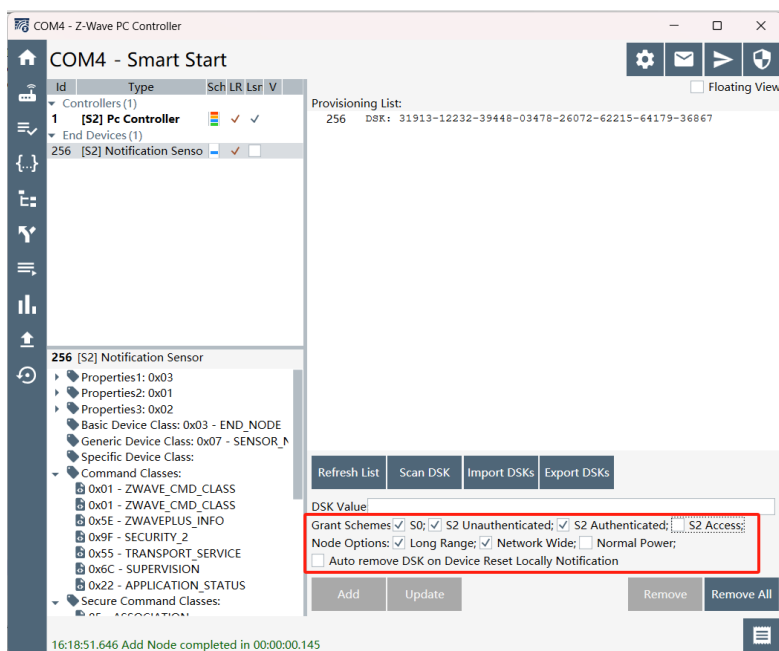 COM4 - Z-Wave PC Controller
COM4 - Smart Start
Floating View
Id Type Sch LR Lsr V
Controllers (1)
1 [S2] Pc Controller
End Devices (1)
256 [S2] Notification Senso
Provisioning List:
256 DSK: 31913-12232-39448-03478-26072-62215-64179-36867
256 [S2] Notification Sensor
Properties1: 0x03
Properties2: 0x01
Properties3: 0x02
Basic Device Class: 0x03 - END_NODE
Generic Device Class: 0x07 - SENSOR_N
Specific Device Class:
Command Classes:
0x01 - ZWAVE_CMD_CLASS
0x01 - ZWAVE_CMD_CLASS
0x5E - ZWAVEPLUS_INFO
0x9F - SECURITY_2
0x55 - TRANSPORT_SERVICE
0x6C - SUPERVISION
0x22 - APPLICATION_STATUS
Secure Command Classes:
Refresh List Scan DSK Import DSKs Export DSKs
DSK Value
Grant Schemes S0; S2 Unauthenticated; S2 Authenticated; S2 Access;
Node Options: Long Range; Network Wide; Normal Power;
Auto remove DSK on Device Reset Locally Notification
Add Update Remove Remove All
16:18:51.646 Add Node completed in 00:00:00.145